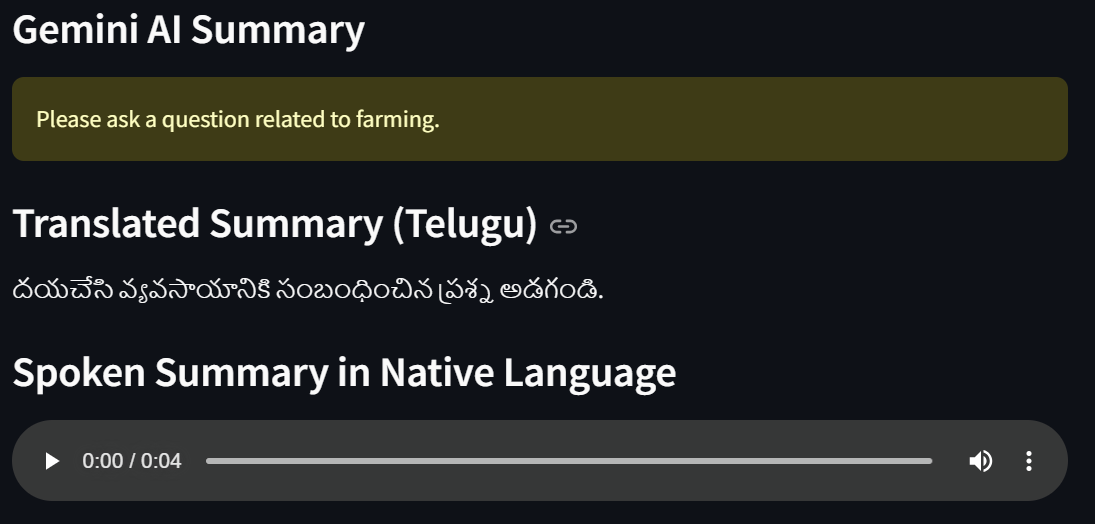 Gemini AI Summary
Please ask a question related to farming.
Translated Summary (Telugu)
దయచేసి వ్యవసాయానికి సంబంధించిన ప్రశ్న అడగండి.
Spoken Summary in Native Language
0:00 / 0:04